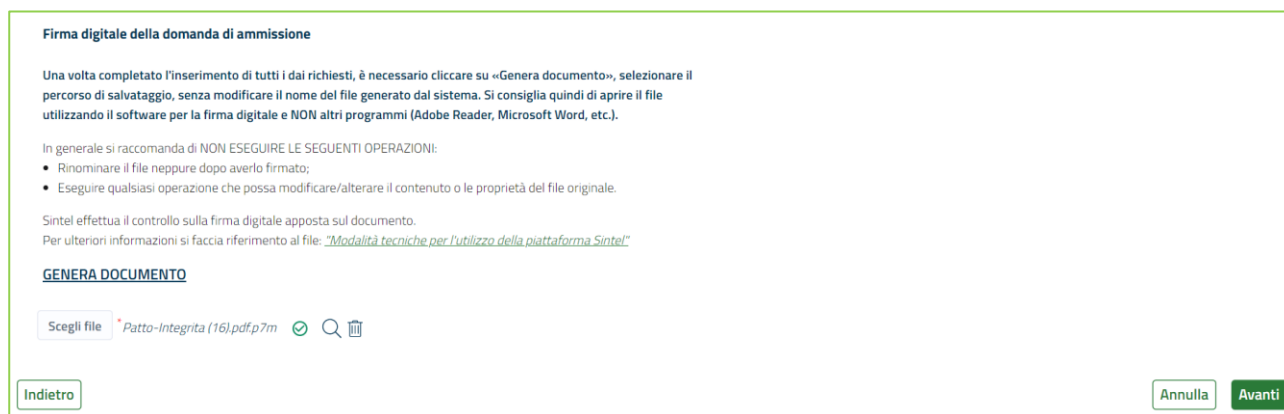 Firma digitale della domanda di ammissione
Una volta completato l'inserimento di tutti i dai richiesti, è necessario cliccare su «Genera documento», selezionare il
percorso di salvataggio, senza modificare il nome del file generato dal sistema. Si consiglia quindi di aprire il file
utilizzando il software per la firma digitale e NON altri programmi (Adobe Reader, Microsoft Word, etc.).
In generale si raccomanda di NON ESEGUIRE LE SEGUENTI OPERAZIONI:
• Rinominare il file neppure dopo averlo firmato;
• Eseguire qualsiasi operazione che possa modificare/alterare il contenuto o le proprietà del file originale.
Sintel effettua il controllo sulla firma digitale apposta sul documento.
Per ulteriori informazioni si faccia riferimento al file: "Modalità tecniche per l'utilizzo della piattaforma Sintel"
GENERA DOCUMENTO
Scegli file * Patto-Integrita (16).pdf.p7m
Indietro Annulla Avanti